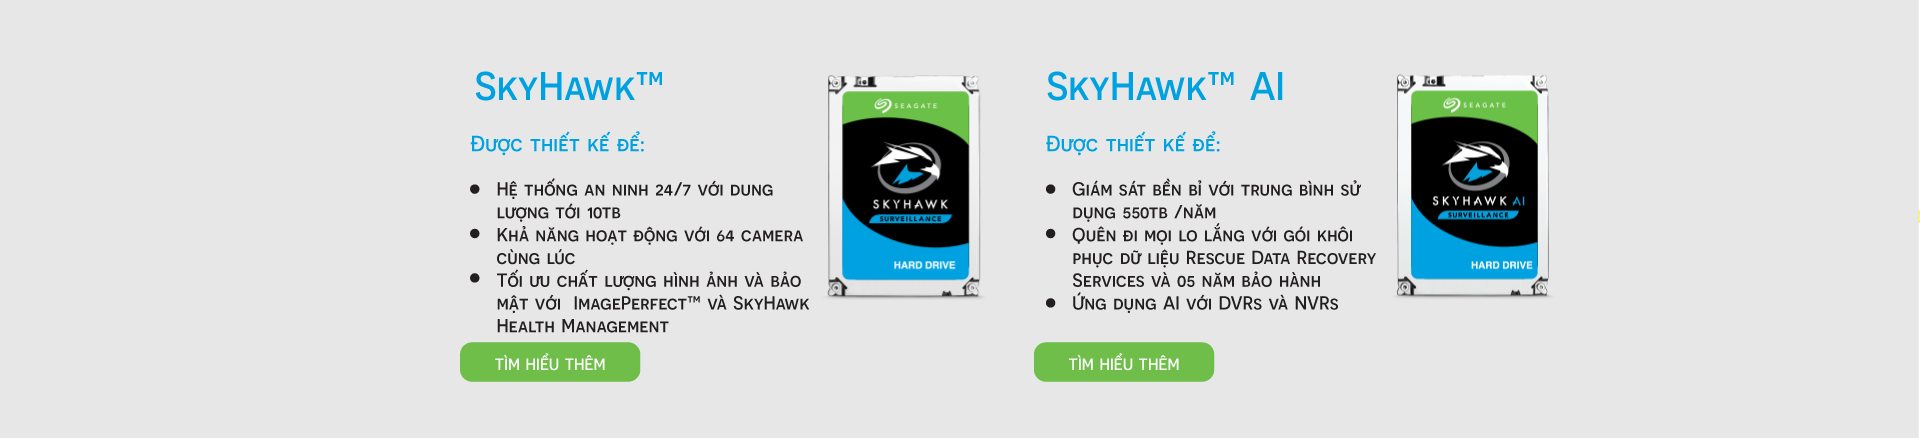 SkyHawk™
Được thiết kế để:
Hệ thống an ninh 24/7 với dung
lượng tới 10TB
Khả năng hoạt động với 64 camera
cùng lúc
Tối ưu chất lượng hình ảnh và bảo
mật với ImagePerfect™ và SkyHawk
Health Management
TÌM HIỂU THÊM
SEAGATE
SKYHAWK
SURVEILLANCE
HARD DRIVE
SkyHawk™ AI
Được thiết kế để:
Giám sát bền bỉ với trung bình sử
dụng 550TB /năm
Quên đi mọi lo lắng với gói khôi
phục dữ liệu Rescue Data Recovery
Services và 05 năm bảo hành
Ứng dụng AI với DVRs và NVRs
TÌM HIỂU THÊM
SEAGATE
SKYHAWK AI
SURVEILLANCE
HARD DRIVE